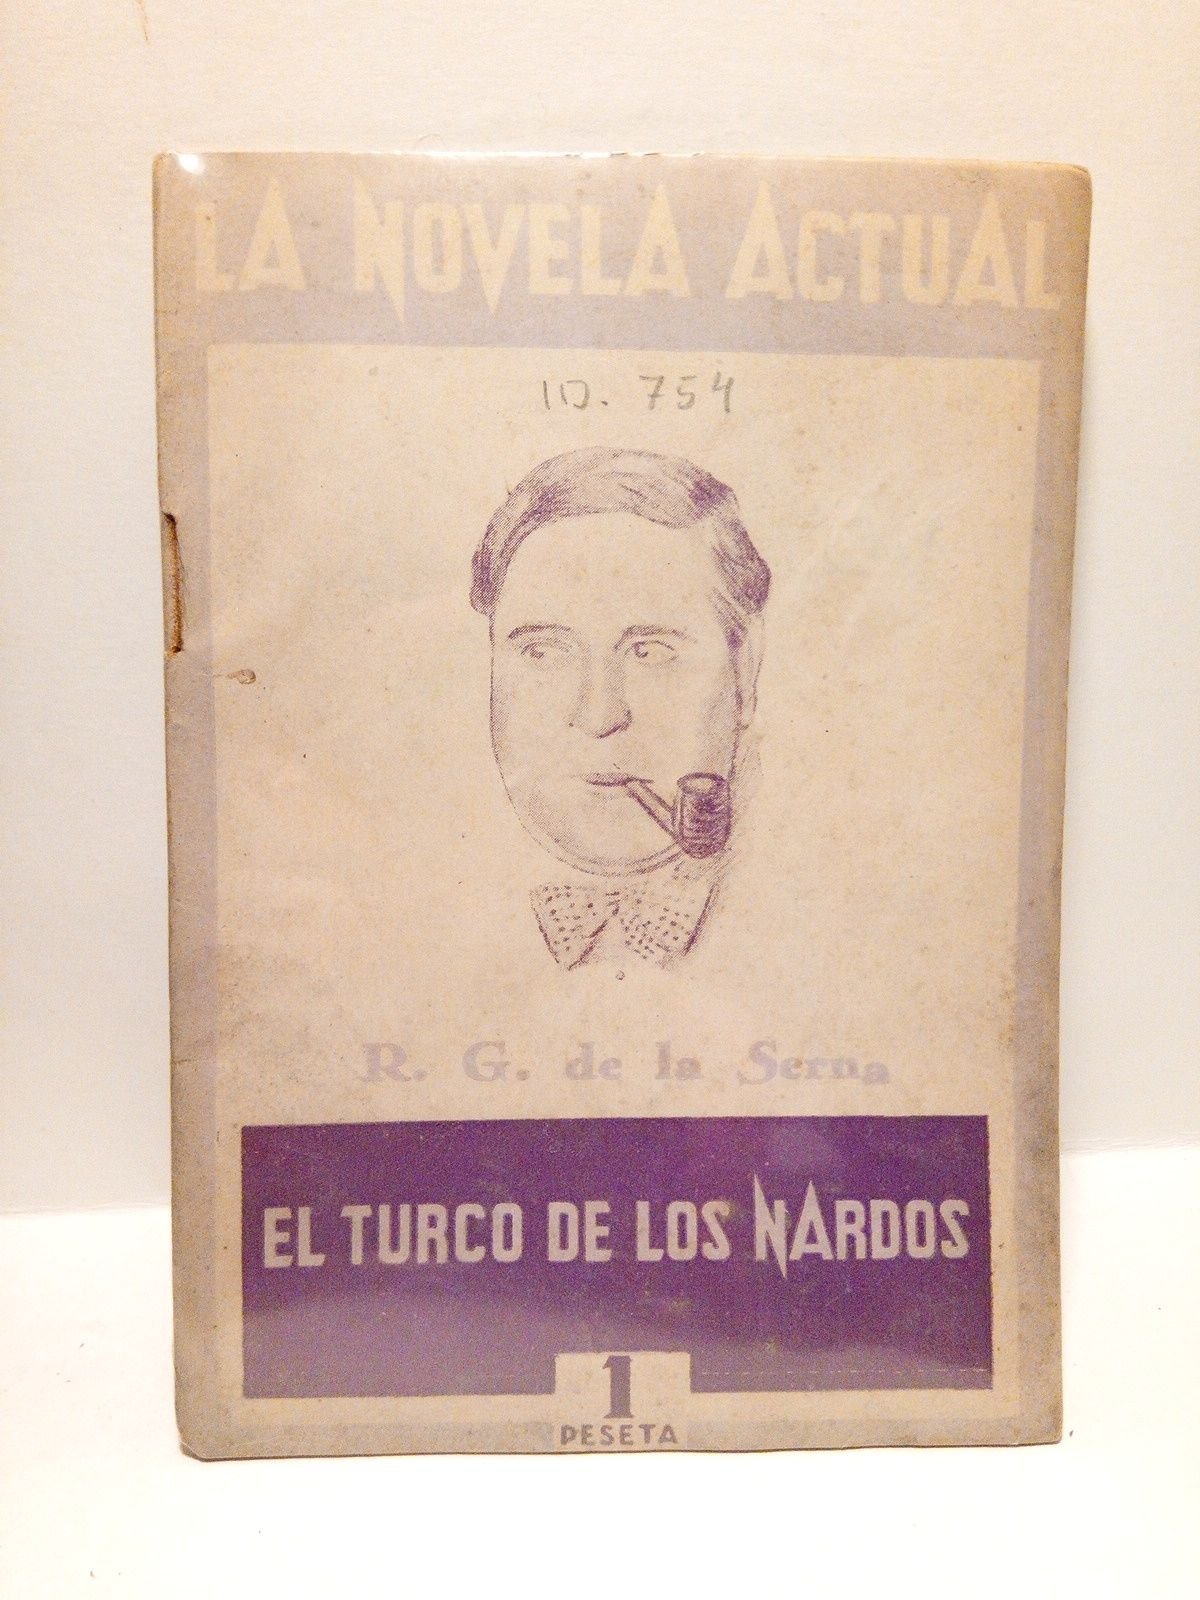 LA NOVELA ACTUAL
10. 754
R. G. de la Serna
EL TURCO DE LOS NARDOS
1
PESETA